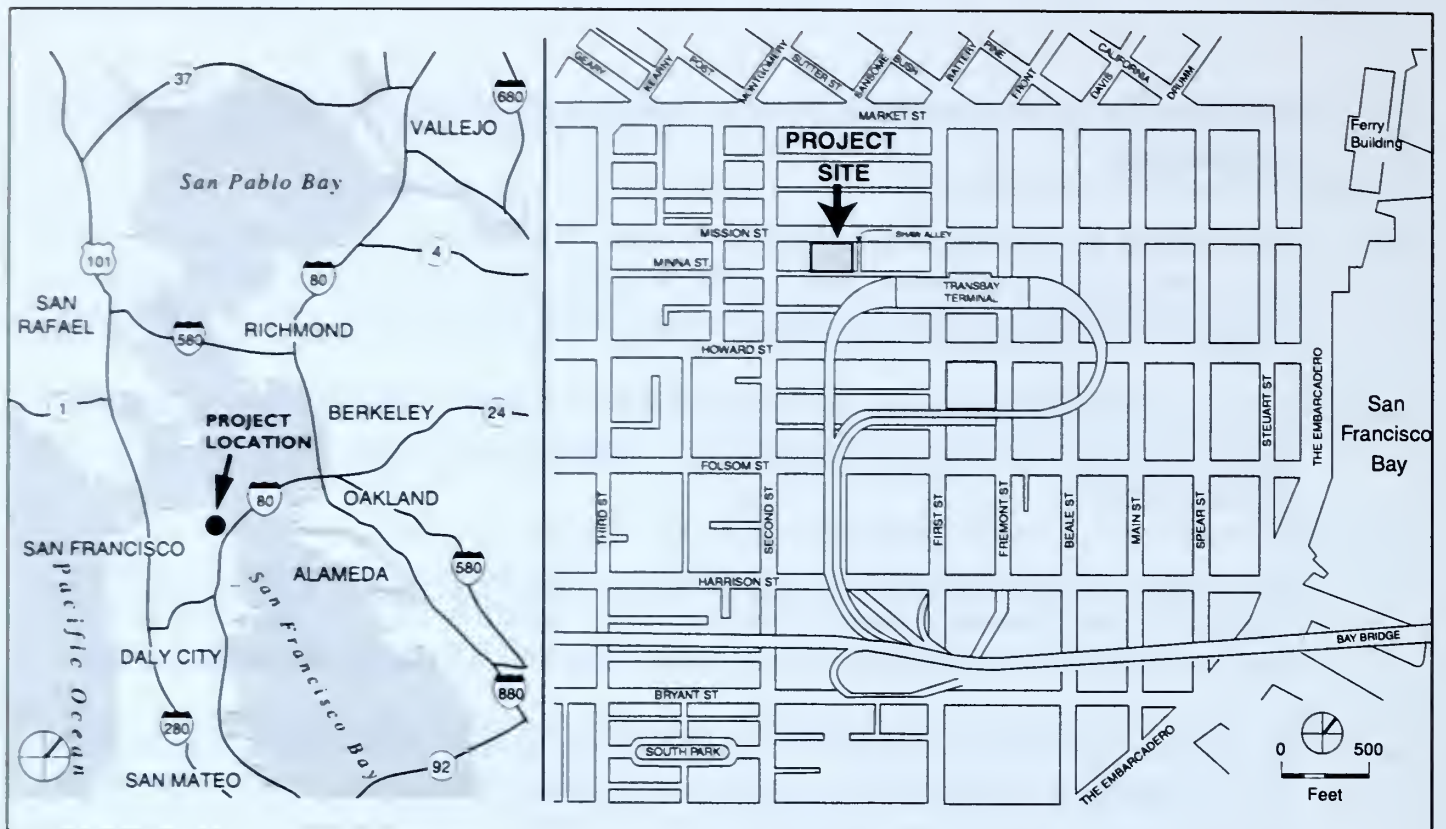 37
680
VALLEJO
San Pablo Bay
101
4
80
SAN
RAFAEL
580
RICHMOND
1
BERKELEY
24
PROJECT
LOCATION
80
OAKLAND
SAN FRANCISCO
ALAMEDA
580
Pacific Ocean
San Francisco Bay
DALY CITY
880
280
92
SAN MATEO
GEARY
KEARNY
POST
MONTGOMERY
SUTTER ST
SANSOME
BUSH
BATTERY
PINE
FRONT
DAVIS
CALIFORNIA
DRUMM
MARKET ST
Ferry
Building
PROJECT
SITE
MISSION ST
SHAW ALLEY
MINNA ST
TRANSBAY
TERMINAL
HOWARD ST
STEUART ST
THE EMBARCADERO
San
Francisco
Bay
FOLSOM ST
THIRD ST
SECOND ST
FIRST ST
FREMONT ST
BEALE ST
MAIN ST
SPEAR ST
HARRISON ST
BAY BRIDGE
BRYANT ST
SOUTH PARK
THE EMBARCADERO
0 500
Feet